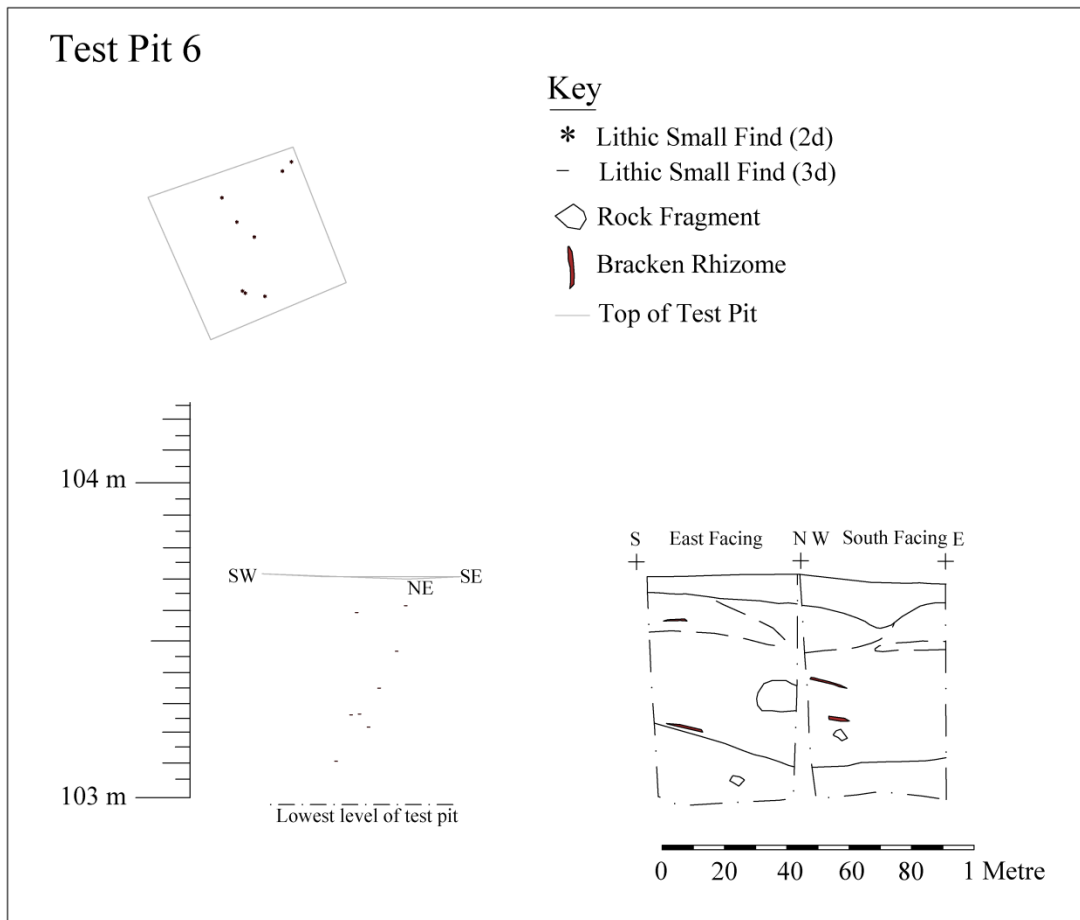 Test Pit 6
Key
* Lithic Small Find (2d)
– Lithic Small Find (3d)
Rock Fragment
Bracken Rhizome
Top of Test Pit
104 m
SW
SE
NE
103 m
Lowest level of test pit
S East Facing N W South Facing E
0 20 40 60 80 1 Metre